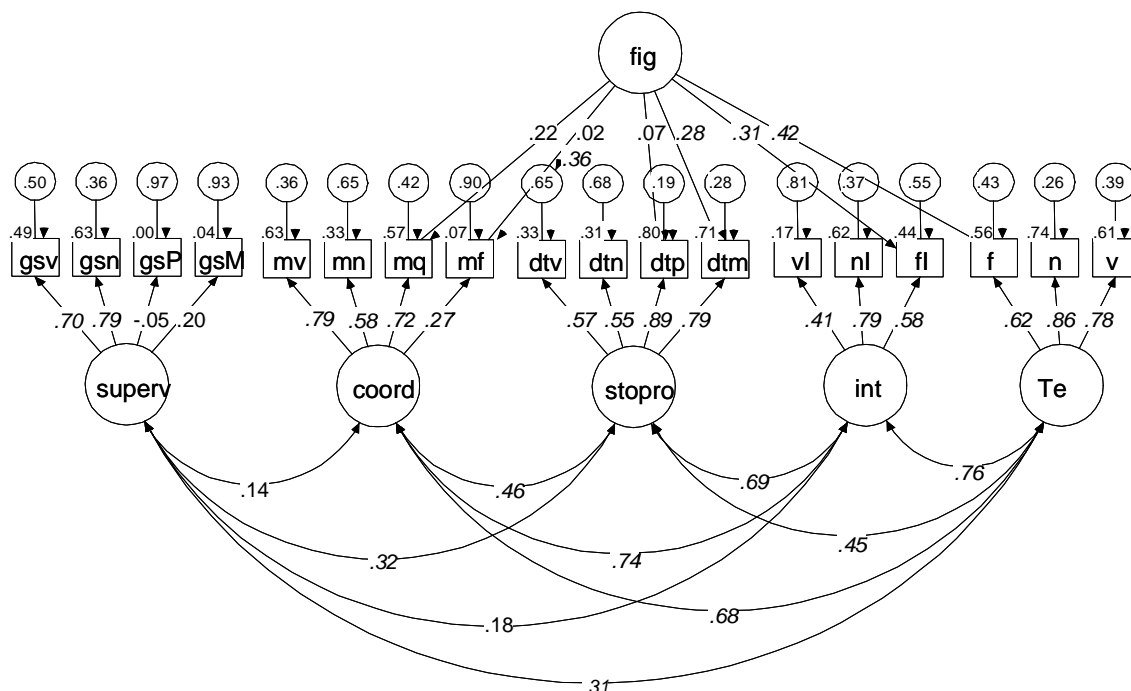 fig
.22 .02 .07 .28 .31 .42
.36
.50 .36 .97 .93 .36 .65 .42 .90 .65 .68 .19 .28 .81 .37 .55 .43 .26 .39
.49 .63 .00 .04 .63 .33 .57 .07 .33 .31 .80 .71 .17 .62 .44 .56 .74 .61
gsv gsn gsP gsM mv mn mq mf dtv dtn dtp dtm vI nI fI f n v
.70 .79 -.05 .20 .79 .58 .72 .27 .57 .55 .89 .79 .41 .79 .58 .62 .86 .78
superv coord stopro int Te
.14 .46 .69 .76
.32 .74 .45
.18 .68
.31